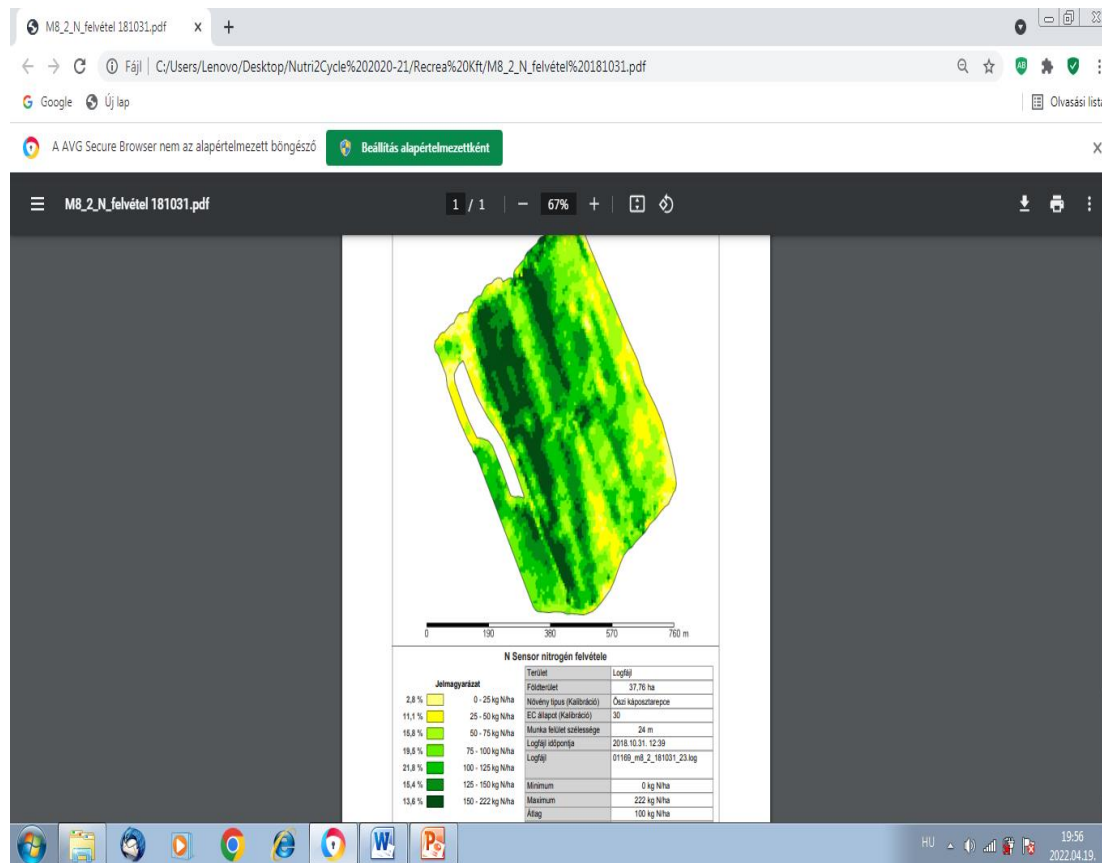 M8_2_N_felvétel 181031.pdf
Fájl | C:/Users/Lenovo/Desktop/Nutri2Cycle%202020-21/Recrea%20Kft/M8_2_N_felvétel%20181031.pdf
Google Új lap Olvasási lista
A AVG Secure Browser nem az alapértelmezett böngésző Beállítás alapértelmezettként
M8_2_N_felvétel 181031.pdf 1 / 1 67%
0 190 380 570 760 m
N Sensor nitrogén felvétele
Jelmagyarázat
2,8 % 0 - 25 kg N/ha
11,1 % 25 - 50 kg N/ha
15,8 % 50 - 75 kg N/ha
19,5 % 75 - 100 kg N/ha
21,8 % 100 - 125 kg N/ha
15,4 % 125 - 150 kg N/ha
13,6 % 150 - 222 kg N/ha
Terület Logfájl
Földterület 37,76 ha
Növény típus (Kalibráció) Őszi káposztarepce
EC állapot (Kalibráció) 30
Munka felület szélessége 24 m
Logfájl időpontja 2018.10.31. 12:39
Logfájl 01169_m8_2_181031_23.log
Minimum 0 kg N/ha
Maximum 222 kg N/ha
Átlag 100 kg N/ha
HU 19:56
2022.04.19.